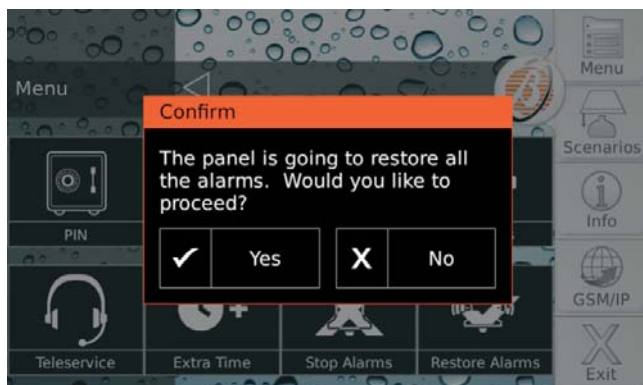 Menu
Menu
Confirm
Scenarios
The panel is going to restore all
the alarms. Would you like to
proceed?
Info
PIN
Yes
No
GSM/IP
Teleservice
Extra Time
Stop Alarms
Restore Alarms
Exit